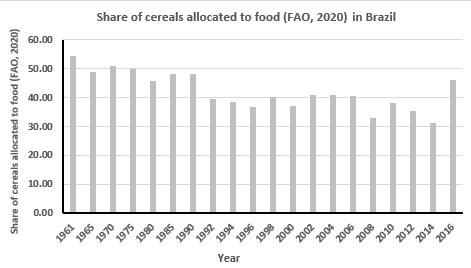 Share of cereals allocated to food (FAO, 2020) in Brazil
Share of cereals allocated to food (FAO, 2020)
60.00
50.00
40.00
30.00
20.00
10.00
0.00
1961 1965 1970 1975 1980 1985 1990 1992 1994 1996 1998 2000 2002 2004 2006 2008 2010 2012 2014 2016
Year